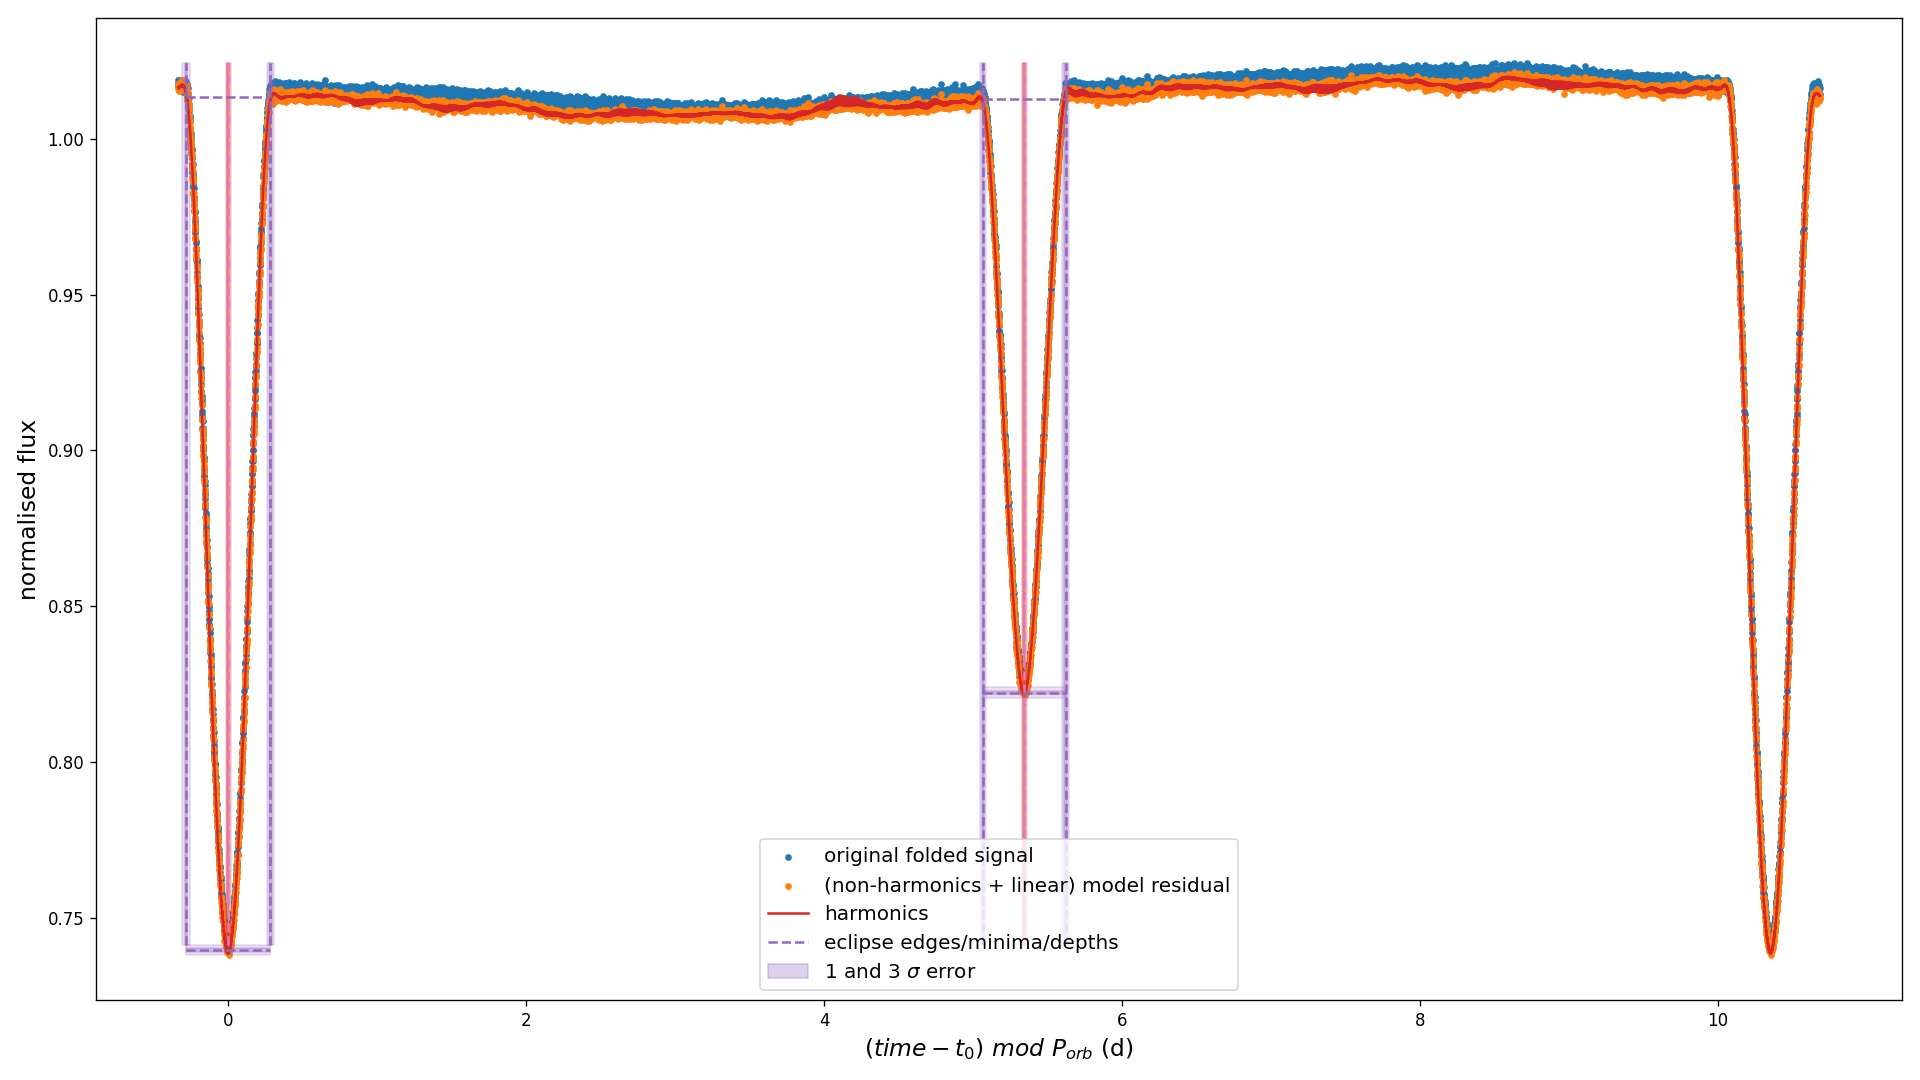 normalised flux
1.00
0.95
0.90
0.85
0.80
0.75
original folded signal
(non-harmonics + linear) model residual
harmonics
eclipse edges/minima/depths
1 and 3 σ error
0
2
4
6
8
10
(time − t₀) mod P_orb (d)